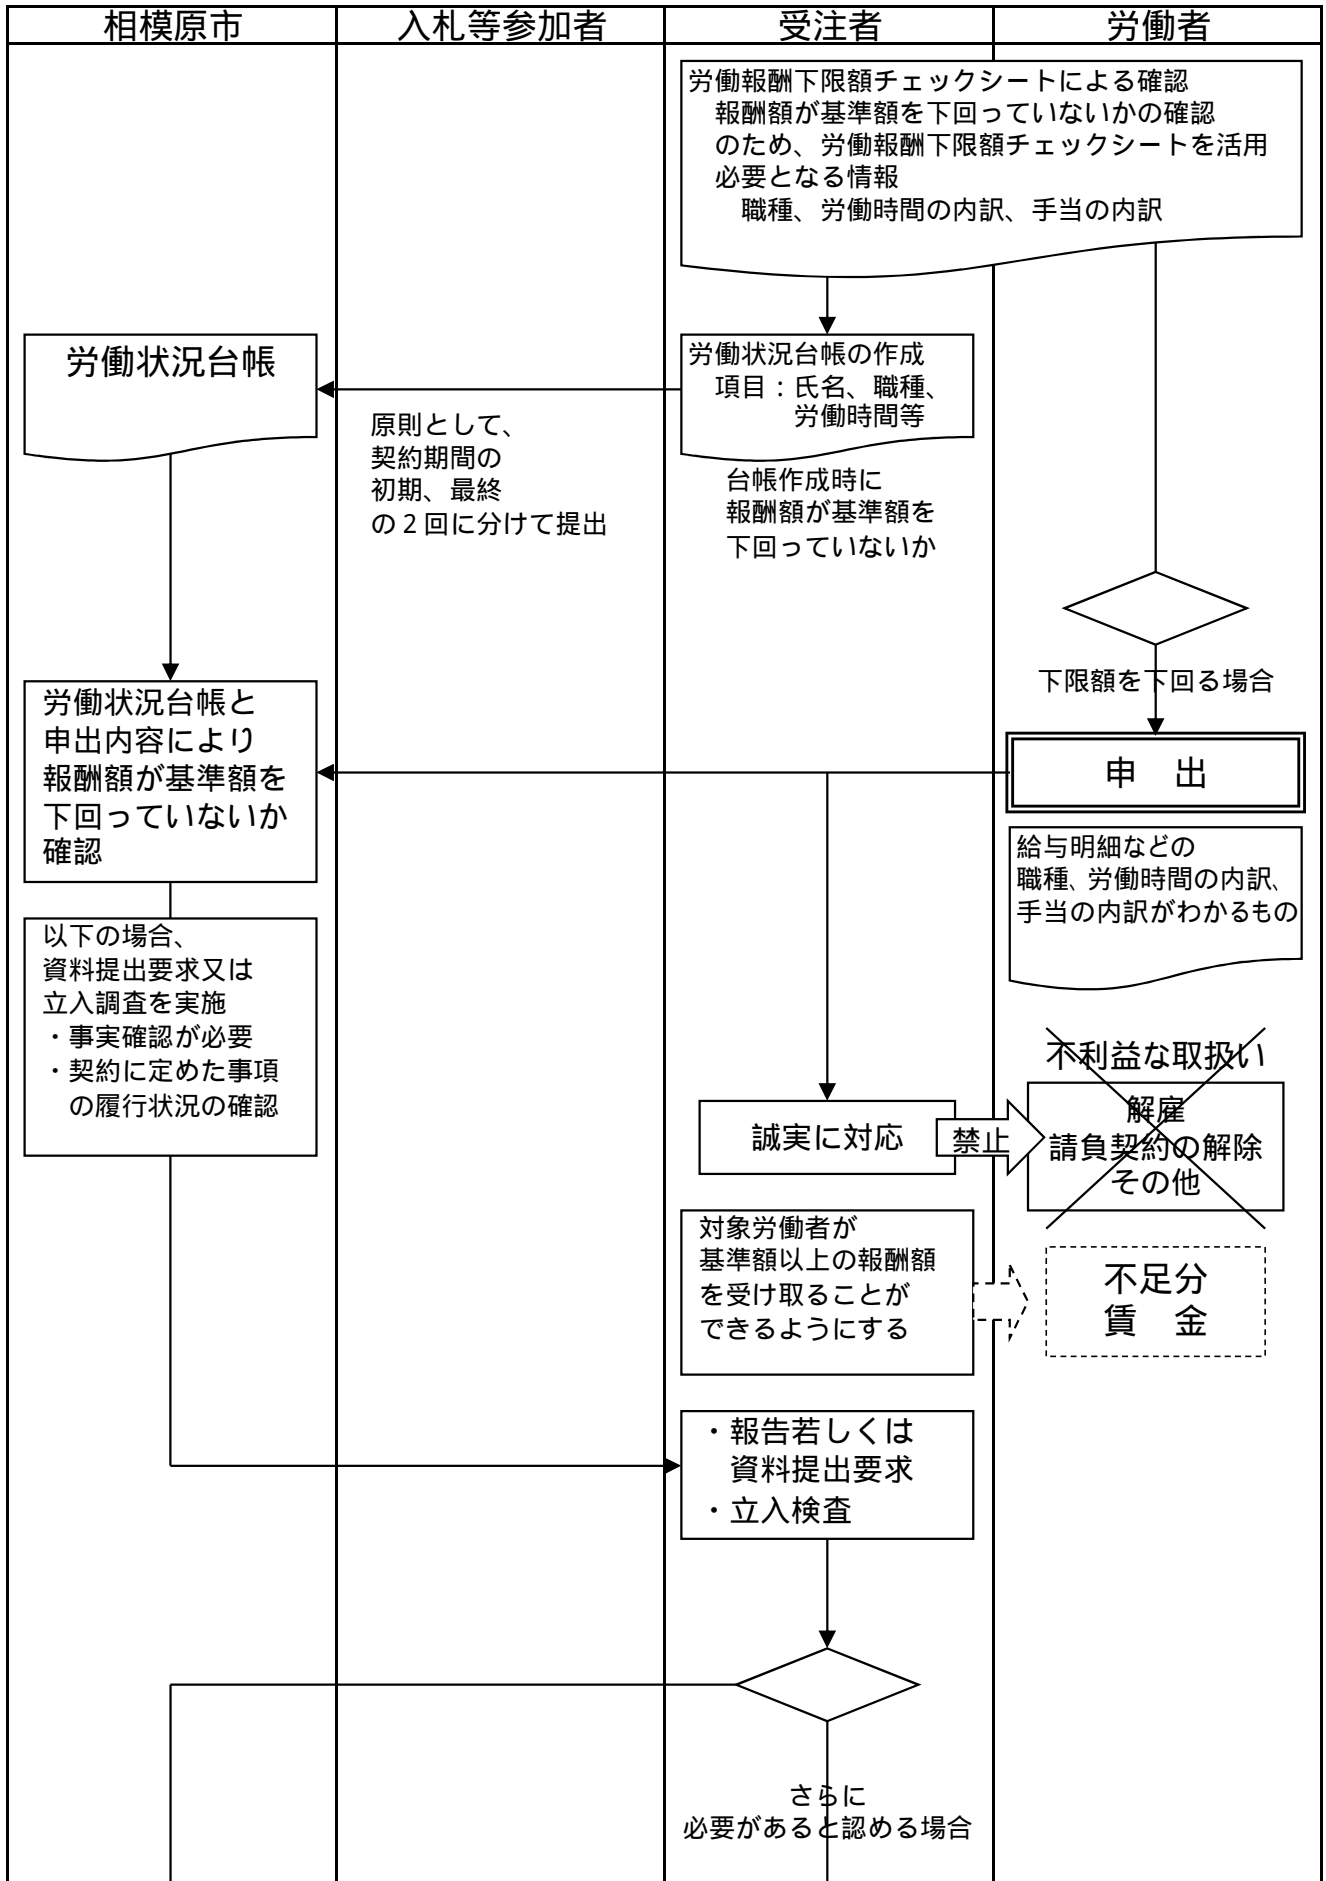 相模原市
入札等参加者
受注者
労働者
労働報酬下限額チェックシートによる確認
報酬額が基準額を下回っていないかの確認
のため、労働報酬下限額チェックシートを活用
必要となる情報
職種、労働時間の内訳、手当の内訳
労働状況台帳
労働状況台帳の作成
項目：氏名、職種、
労働時間等
原則として、
契約期間の
初期、最終
の２回に分けて提出
台帳作成時に
報酬額が基準額を
下回っていないか
下限額を下回る場合
労働状況台帳と
申出内容により
報酬額が基準額を
下回っていないか
確認
申　出
給与明細などの
職種、労働時間の内訳、
手当の内訳がわかるもの
以下の場合、
資料提出要求又は
立入調査を実施
・事実確認が必要
・契約に定めた事項
の履行状況の確認
不利益な取扱い
解雇
請負契約の解除
その他
誠実に対応
禁止
対象労働者が
基準額以上の報酬額
を受け取ることが
できるようにする
不足分
賃　金
・報告若しくは
資料提出要求
・立入検査
さらに
必要があると認める場合